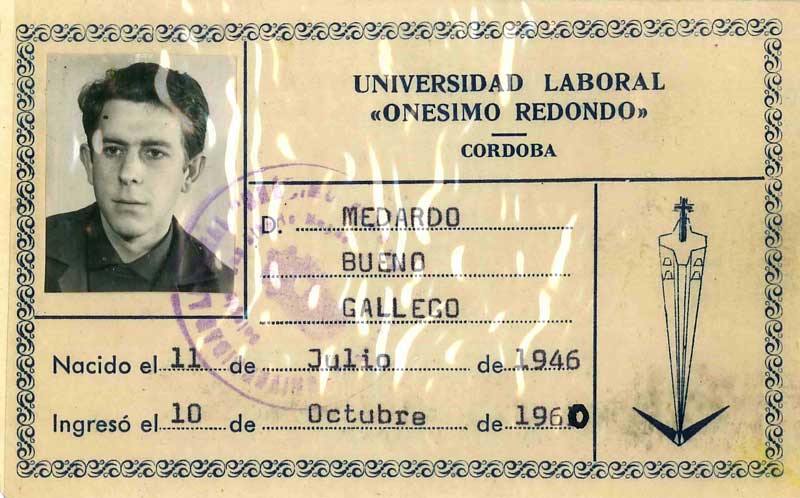 UNIVERSIDAD LABORAL
«ONESIMO REDONDO»
CORDOBA
D. MEDARDO
BUENO
GALLEGO
Nacido el 11 de Julio de 1946
Ingresó el 10 de Octubre de 1960